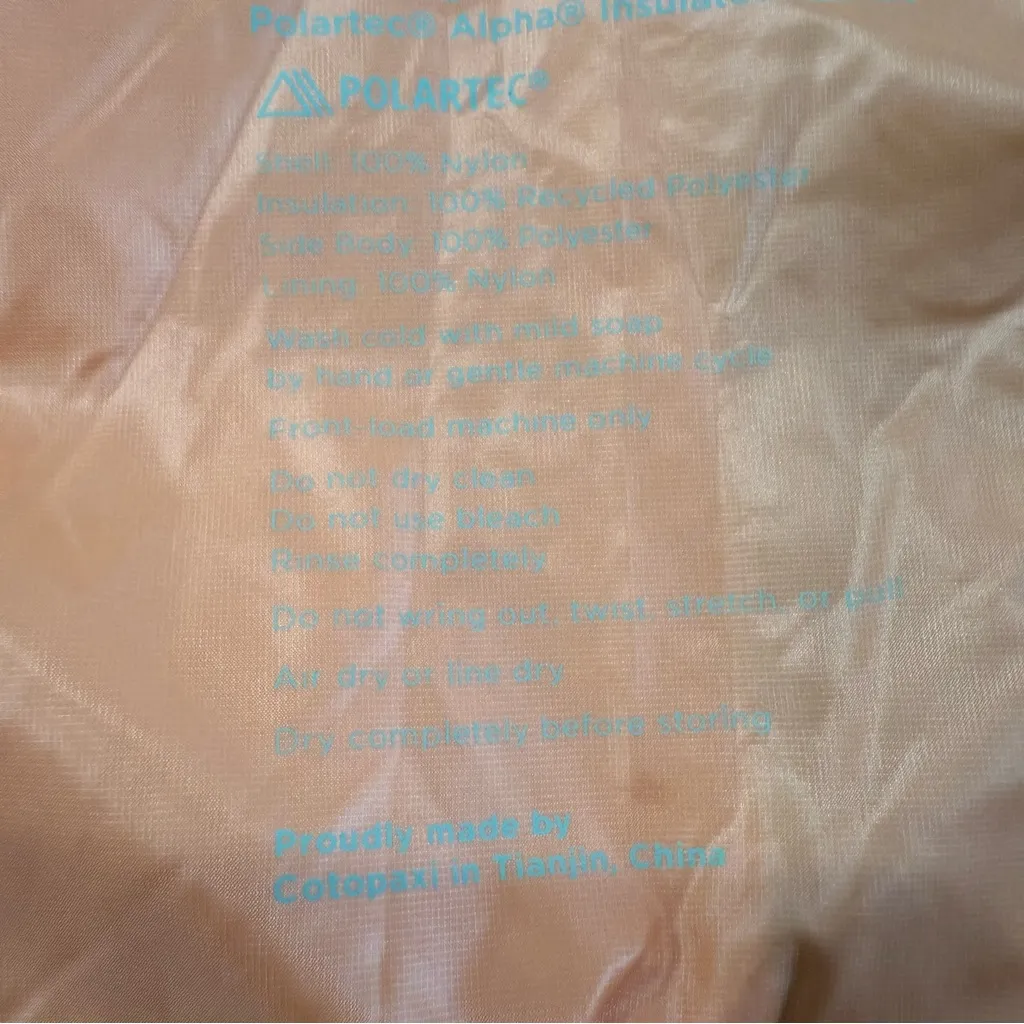 Polartec® Alpha®
POLARTEC®
Shell: 100% Nylon
Insulation: 100% Recycled Polyester
Side Body: 100% Polyester
Lining: 100% Nylon
Wash cold with mild soap
by hand or gentle machine cycle
Front-load machine only
Do not dry clean
Do not use bleach
Rinse completely
Do not wring out, twist, stretch, or pull
Air dry or line dry
Dry completely before storing
Proudly made by
Cotopaxi in Tianjin, China